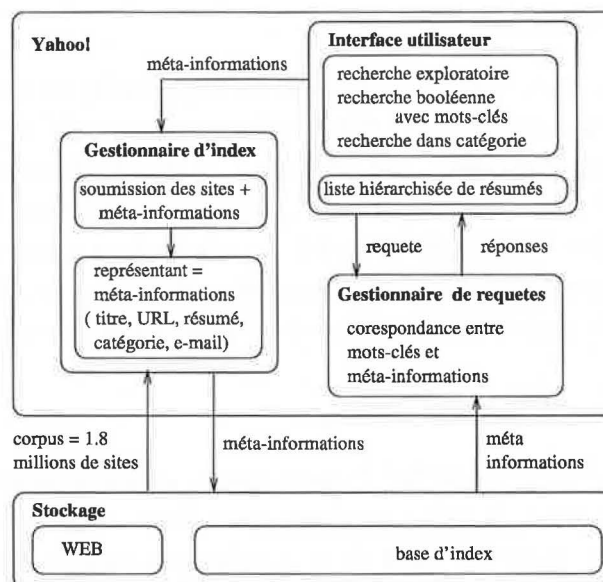 Yahoo!
Interface utilisateur
recherche exploratoire
recherche booléenne
avec mots-clés
recherche dans catégorie
liste hiérarchisée de résumés
méta-informations
Gestionnaire d'index
soumission des sites +
méta-informations
représentant =
méta-informations
( titre, URL, résumé,
catégorie, e-mail)
requete
réponses
Gestionnaire de requetes
corespondance entre
mots-clés et
méta-informations
corpus = 1.8
millions de sites
méta-informations
méta
informations
Stockage
WEB
base d'index